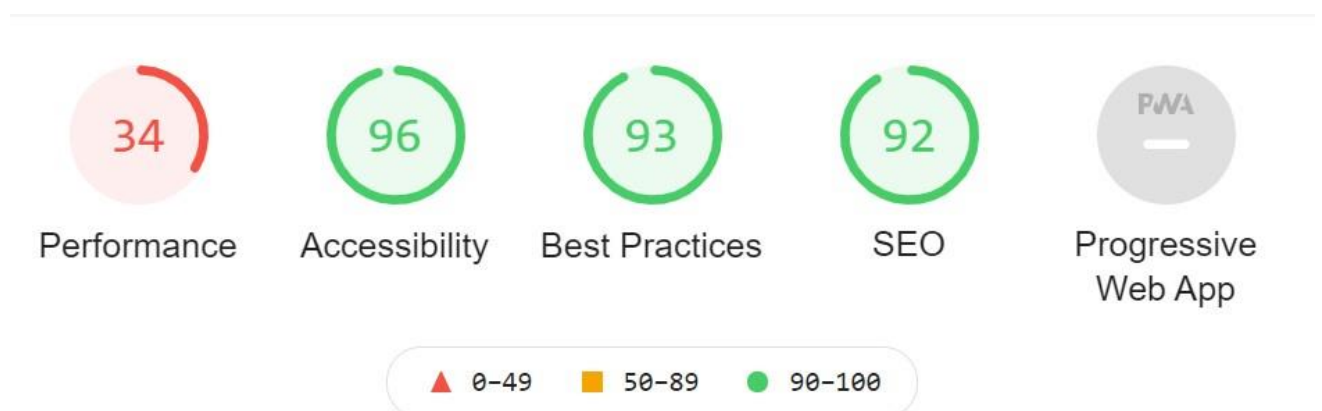 34
96
93
92
PWA
Performance
Accessibility
Best Practices
SEO
Progressive
Web App
0–49
50–89
90–100